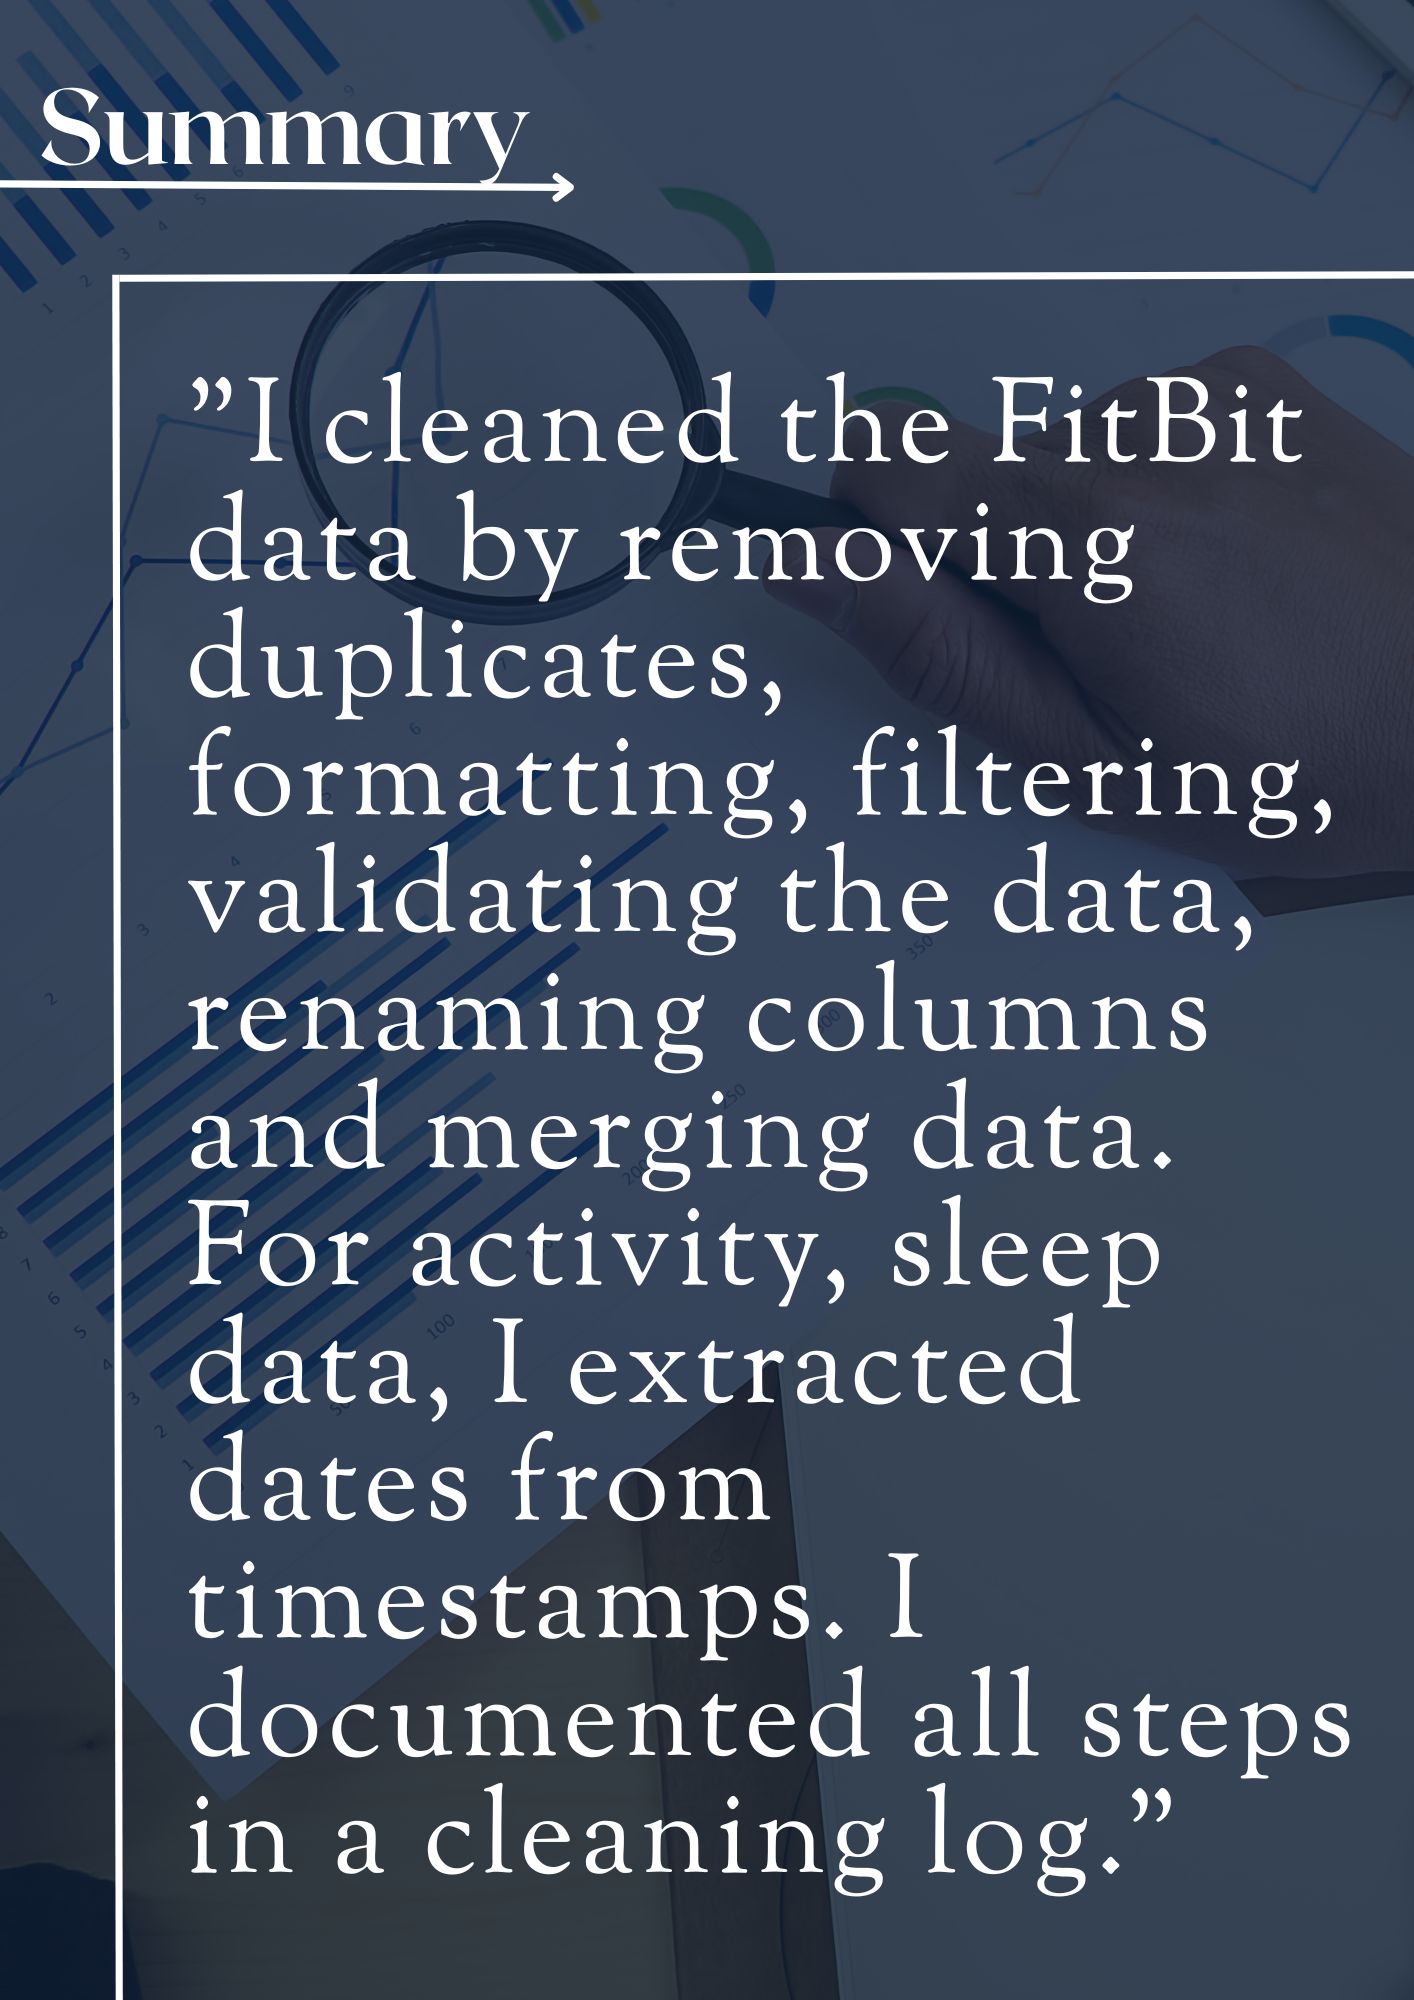 Summary
”I cleaned the FitBit
data by removing
duplicates,
formatting, filtering,
validating the data,
renaming columns
and merging data.
For activity, sleep
data, I extracted
dates from
timestamps. I
documented all steps
in a cleaning log.”